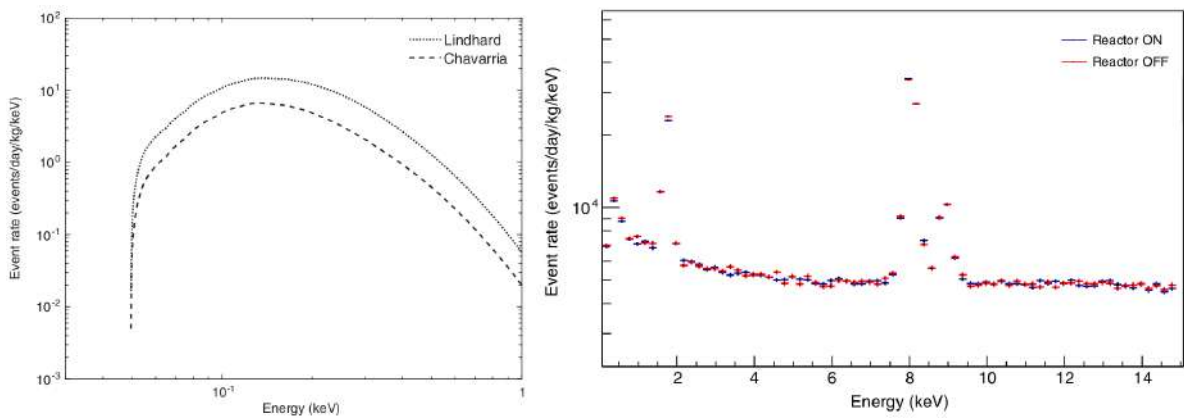 10²
10¹
10⁰
10⁻¹
10⁻²
10⁻³
Event rate (events/day/kg/keV)
Lindhard
Chavarria
10⁻¹
1
Energy (keV)
Event rate (events/day/kg/keV)
10⁴
Reactor ON
Reactor OFF
2
4
6
8
10
12
14
Energy (keV)